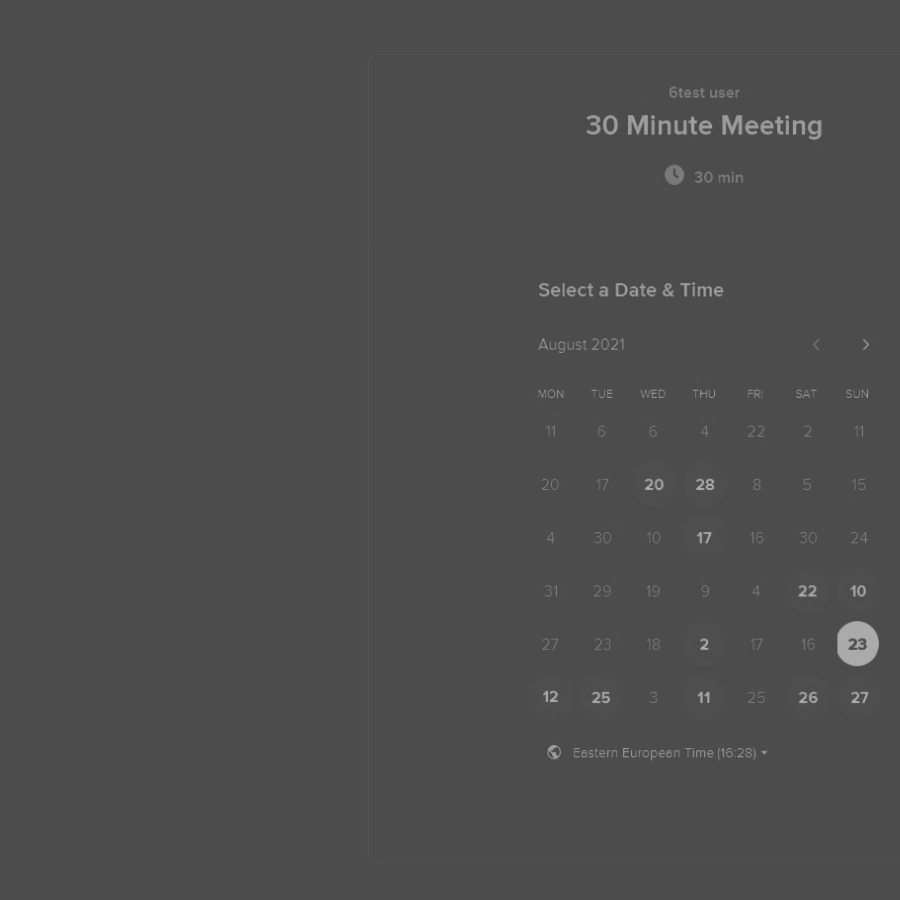 6test user
30 Minute Meeting
30 min
Select a Date & Time
August 2021
MON TUE WED THU FRI SAT SUN
11 6 6 4 22 2 11
20 17 20 28 8 5 15
4 30 10 17 16 30 24
31 29 19 9 4 22 10
27 23 18 2 17 16 23
12 25 3 11 25 26 27
Eastern European Time (16:28)